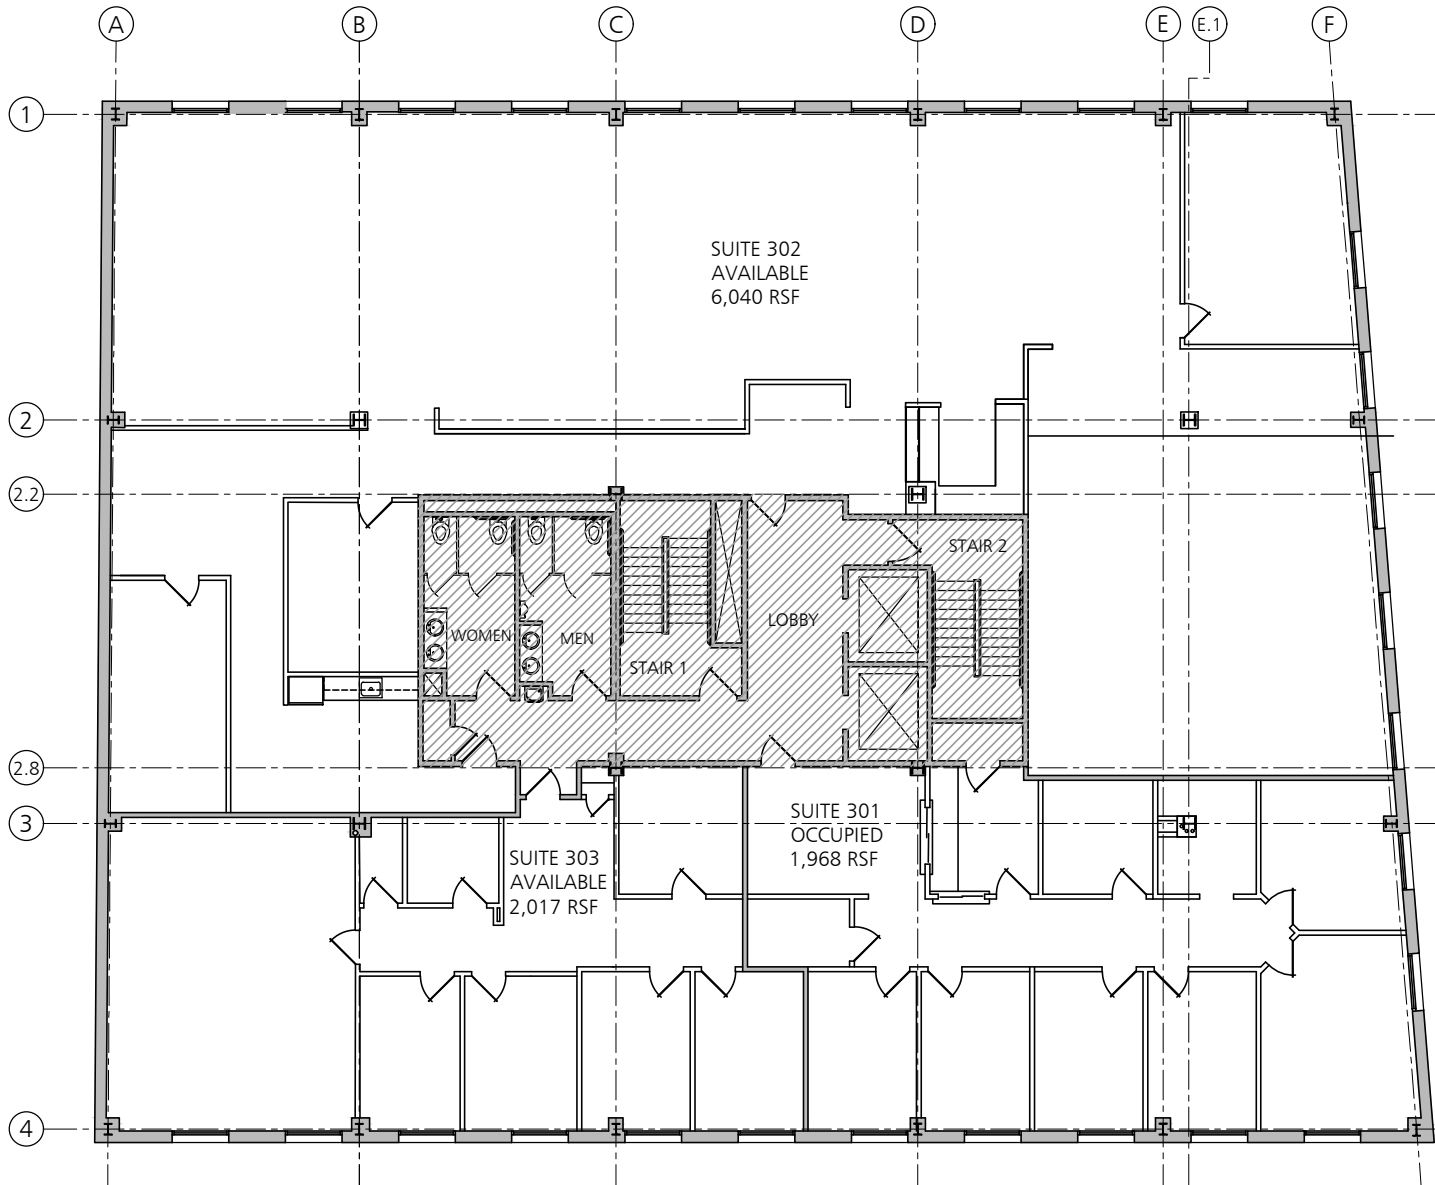 A
B
C
D
E
E.1
F
1
SUITE 302
AVAILABLE
6,040 RSF
2
2.2
STAIR 2
LOBBY
WOMEN
MEN
STAIR 1
2.8
3
SUITE 301
OCCUPIED
1,968 RSF
SUITE 303
AVAILABLE
2,017 RSF
4